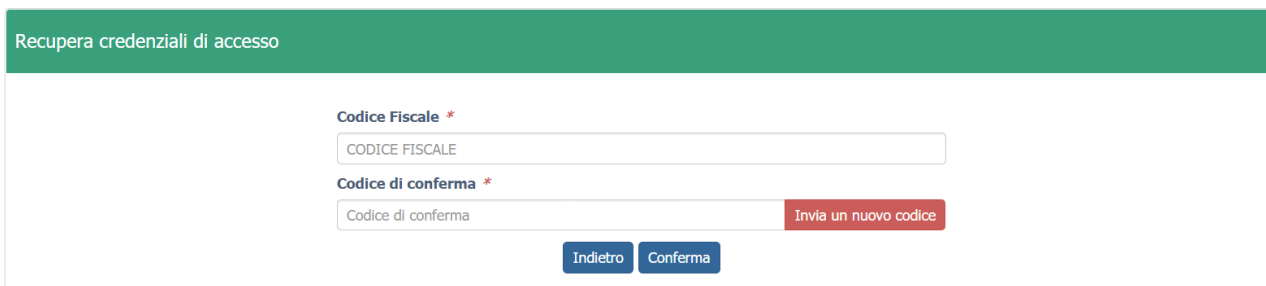 Recupera credenziali di accesso
Codice Fiscale *
CODICE FISCALE
Codice di conferma *
Codice di conferma Invia un nuovo codice
Indietro Conferma